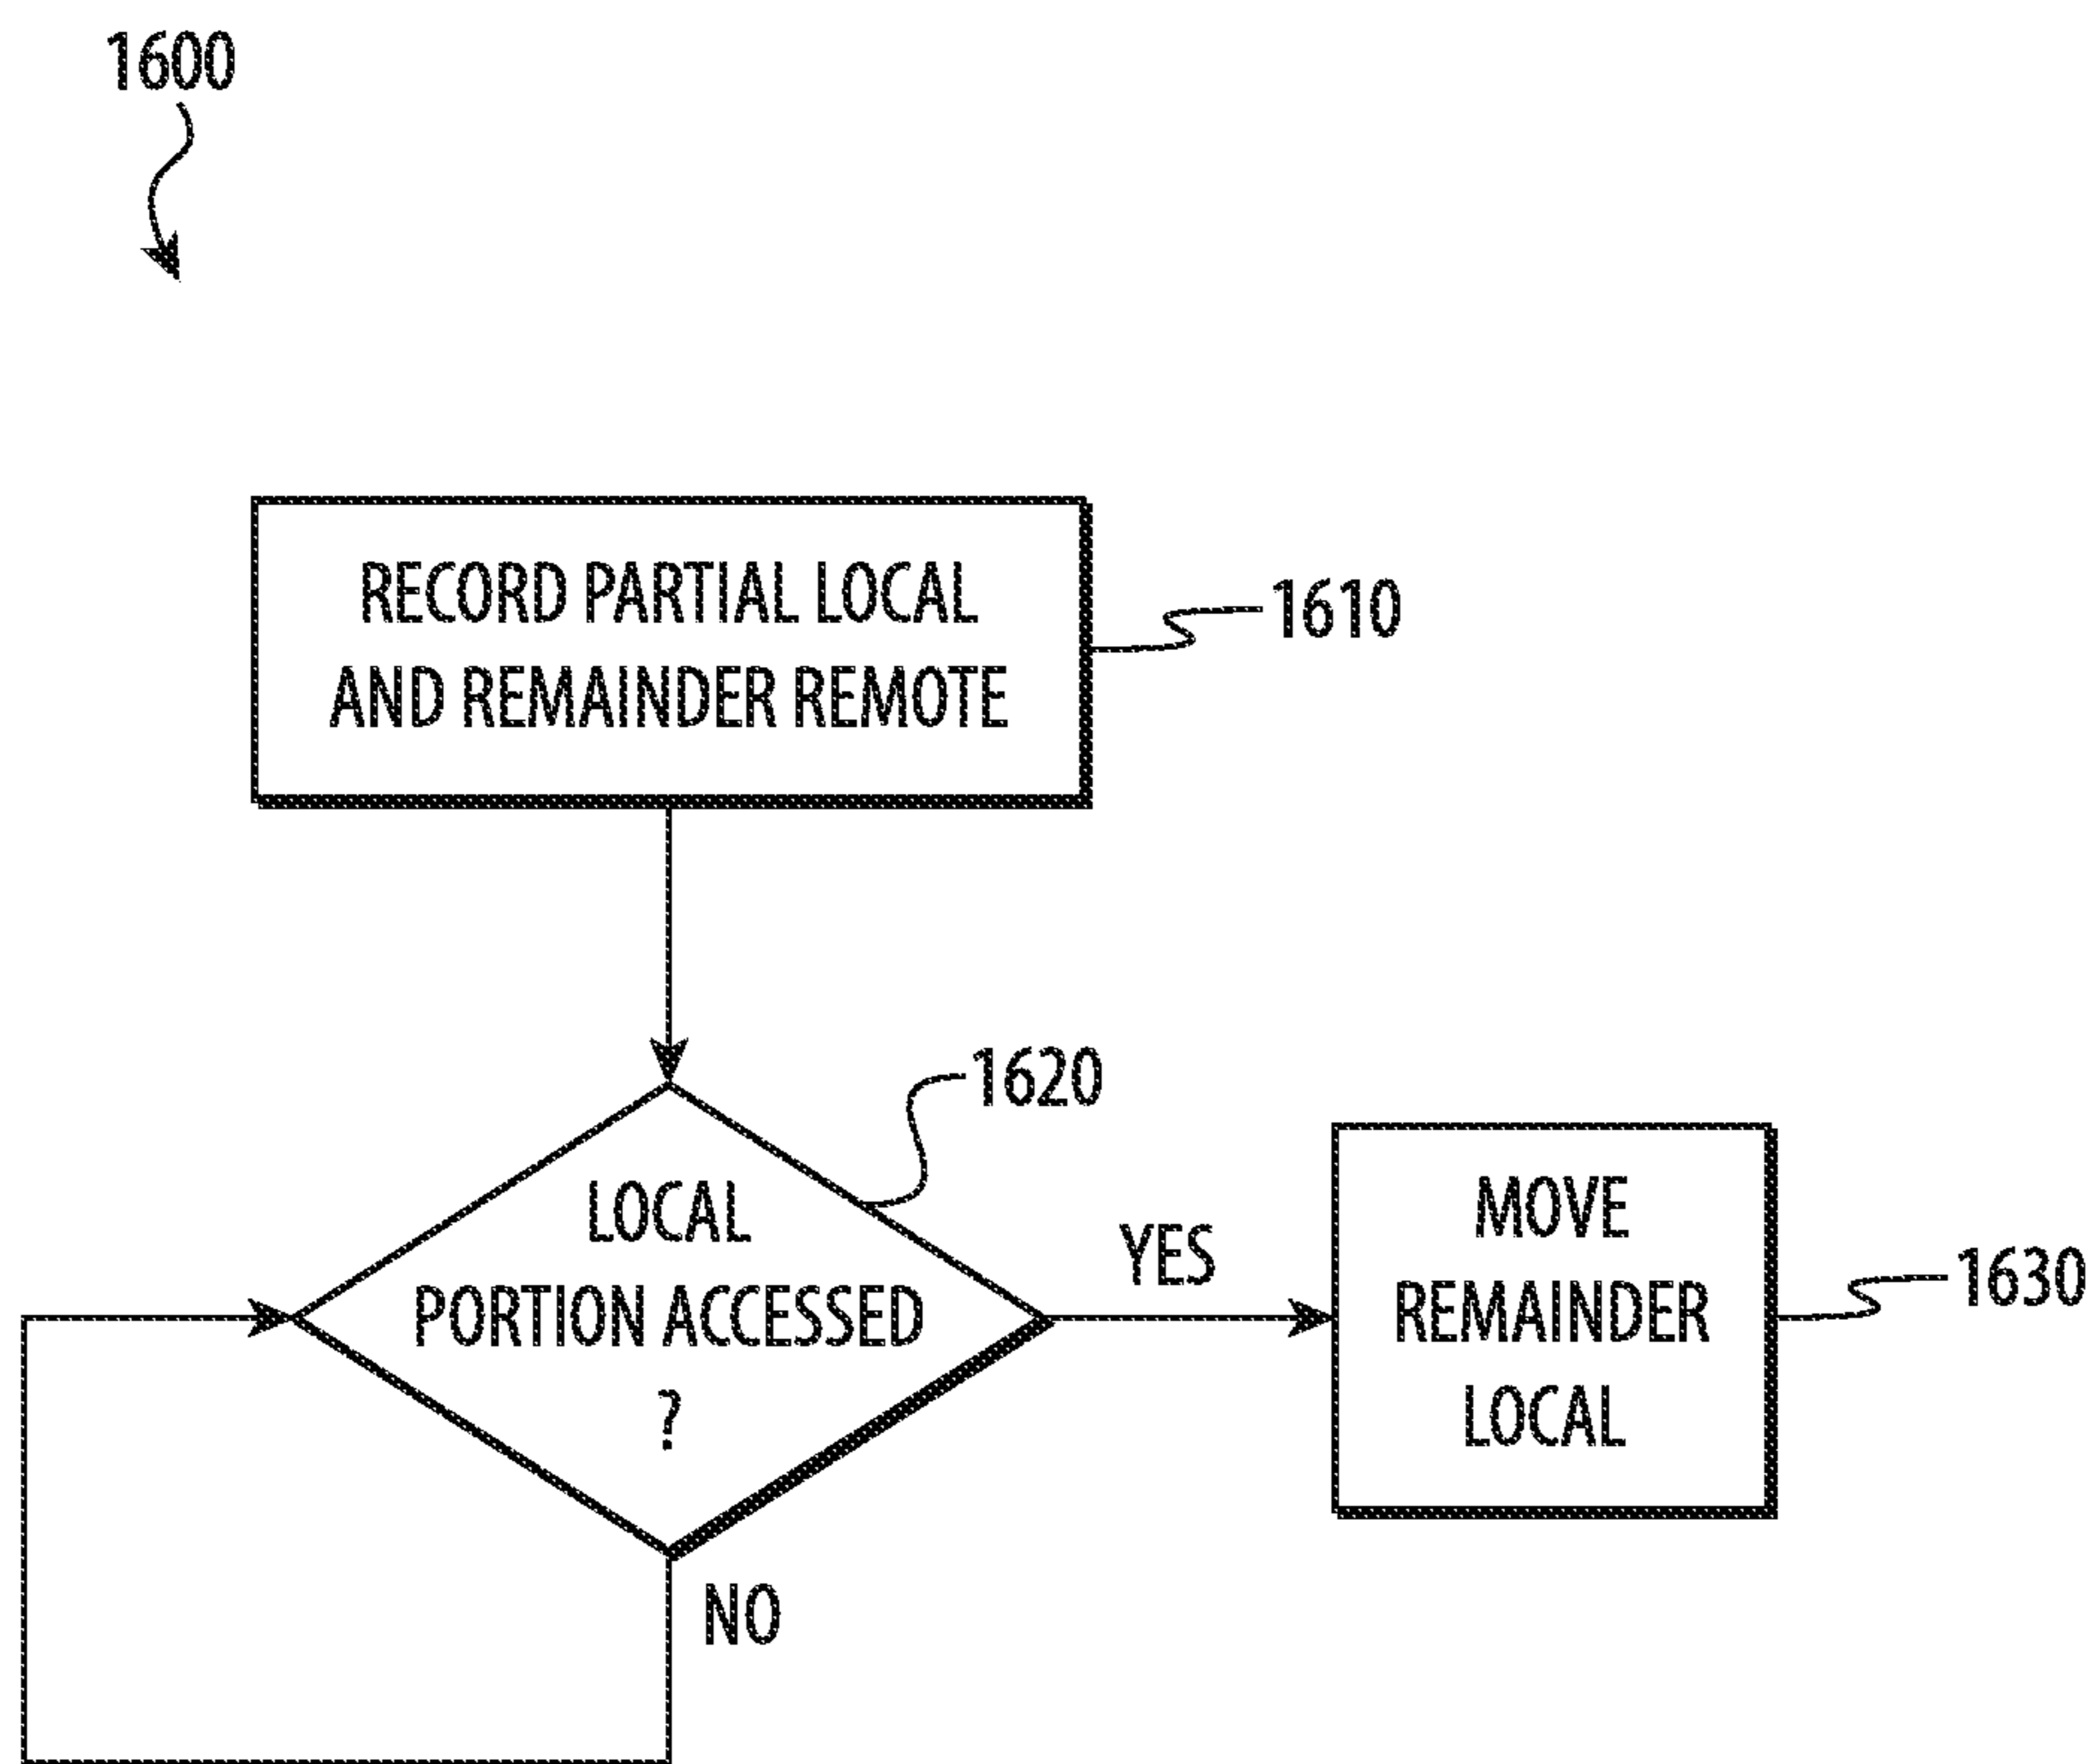 1600
RECORD PARTIAL LOCAL
AND REMAINDER REMOTE
1610
1620
LOCAL
PORTION ACCESSED
?
YES
MOVE
REMAINDER
LOCAL
1630
NO